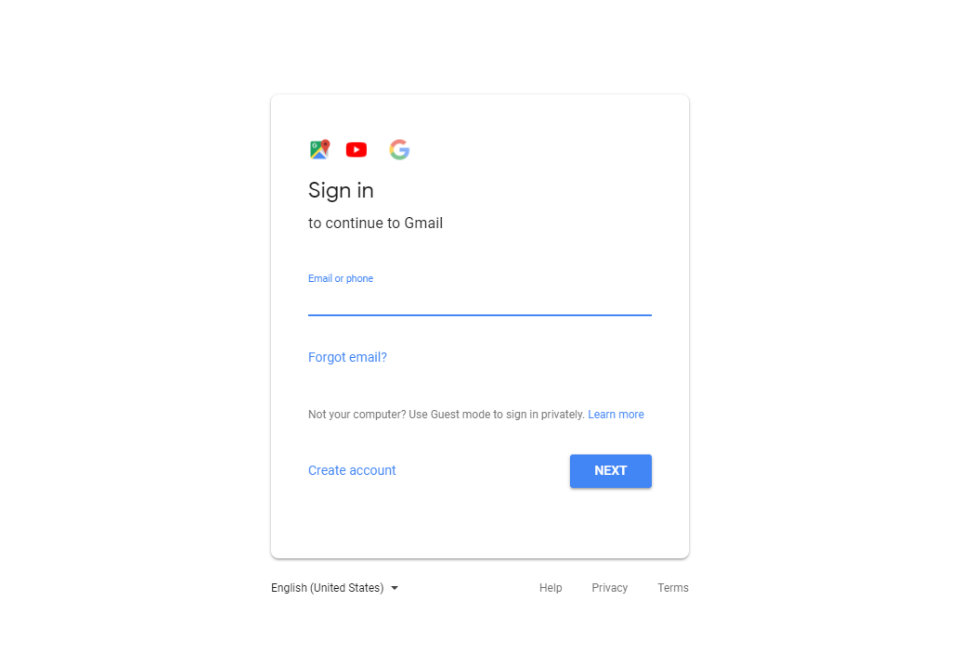 Sign in
to continue to Gmail
Email or phone
Forgot email?
Not your computer? Use Guest mode to sign in privately. Learn more
Create account
NEXT
English (United States)
Help
Privacy
Terms